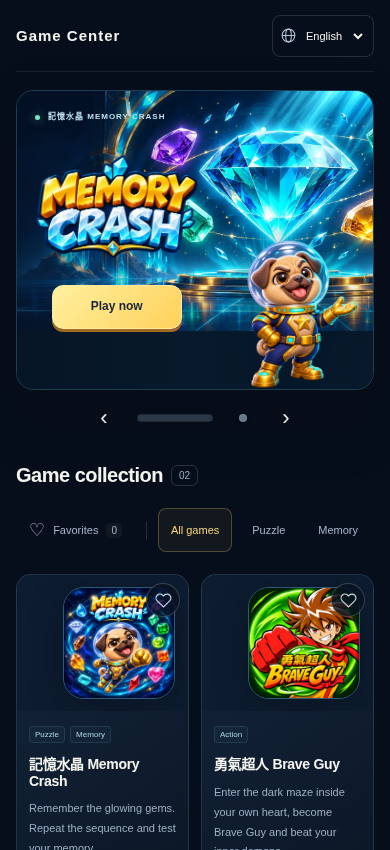 Game Center
English
記憶水晶 MEMORY CRASH
MEMORY
CRASH
Play now
Game collection
02
Favorites 0
All games
Puzzle
Memory
MEMORY
CRASH
勇氣超人
BRAVE GUY
Puzzle
Memory
Action
記憶水晶 Memory
Crash
勇氣超人 Brave Guy
Remember the glowing gems.
Repeat the sequence and test
your memory.
Enter the dark maze inside
your own heart, become
Brave Guy and beat your
inner demons.